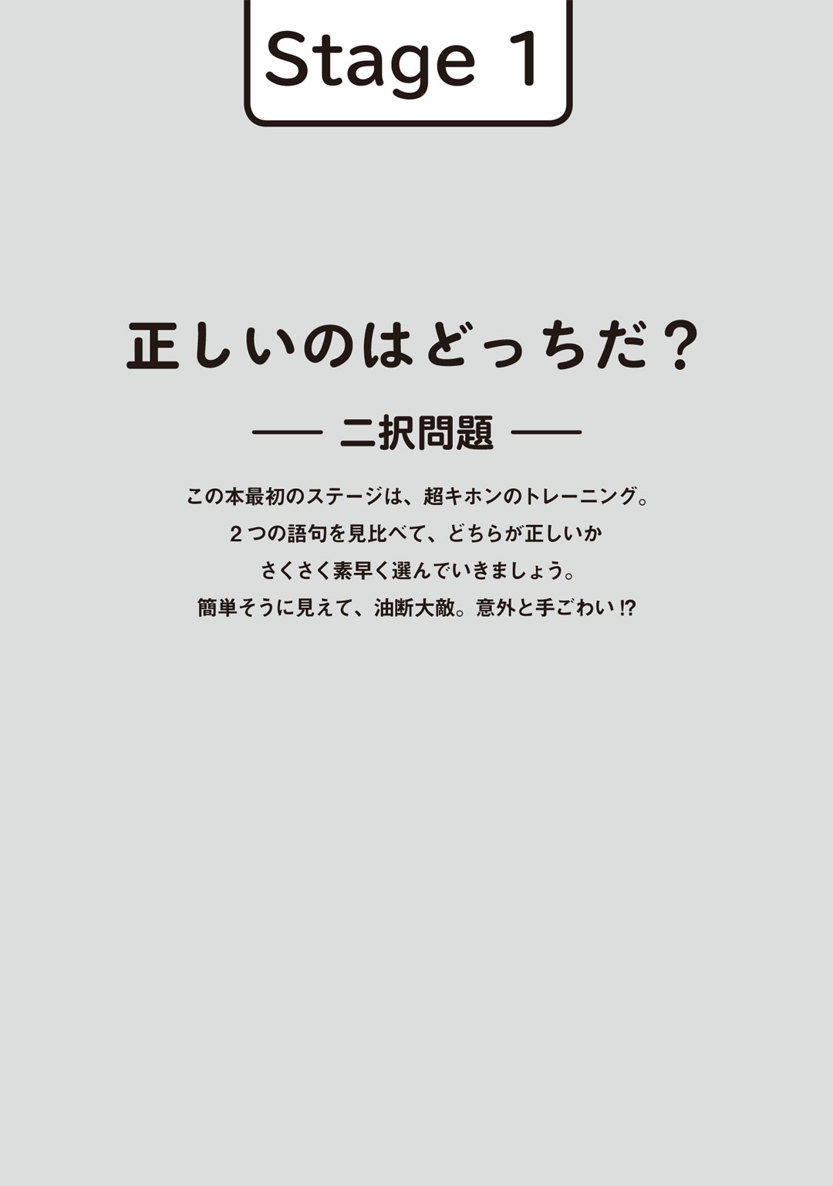 Stage 1
正しいのはどっちだ？
二択問題
この本最初のステージは、超キホンのトレーニング。
2つの語句を見比べて、どちらが正しいか
さくさく素早く選んでいきましょう。
簡単そうに見えて、油断大敵。意外と手ごわい!?